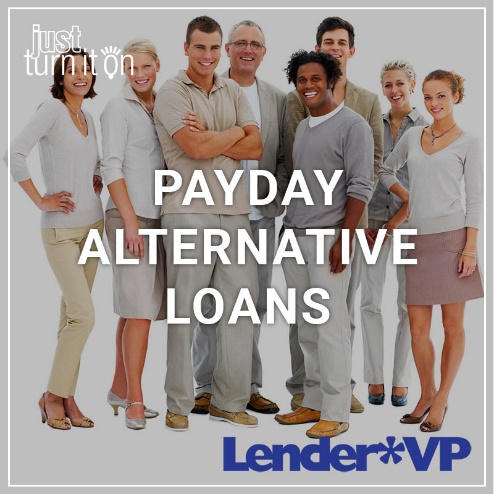 just
turn it on
PAYDAY
ALTERNATIVE
LOANS
Lender*VP